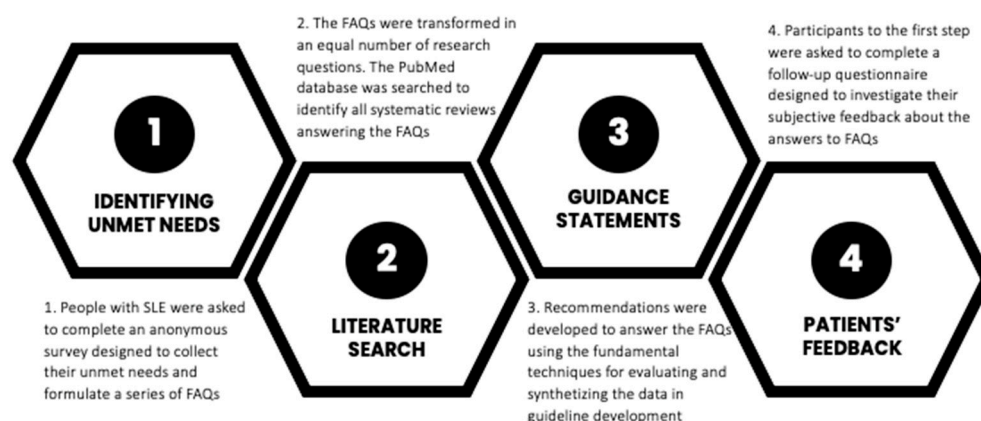 1
IDENTIFYING
UNMET NEEDS
1. People with SLE were asked
to complete an anonymous
survey designed to collect
their unmet needs and
formulate a series of FAQs
2. The FAQs were transformed in
an equal number of research
questions. The PubMed
database was searched to
identify all systematic reviews
answering the FAQs
2
LITERATURE
SEARCH
3
GUIDANCE
STATEMENTS
3. Recommendations were
developed to answer the FAQs
using the fundamental
techniques for evaluating and
synthetizing the data in
guideline development
4. Participants to the first step
were asked to complete a
follow-up questionnaire
designed to investigate their
subjective feedback about the
answers to FAQs
4
PATIENTS’
FEEDBACK